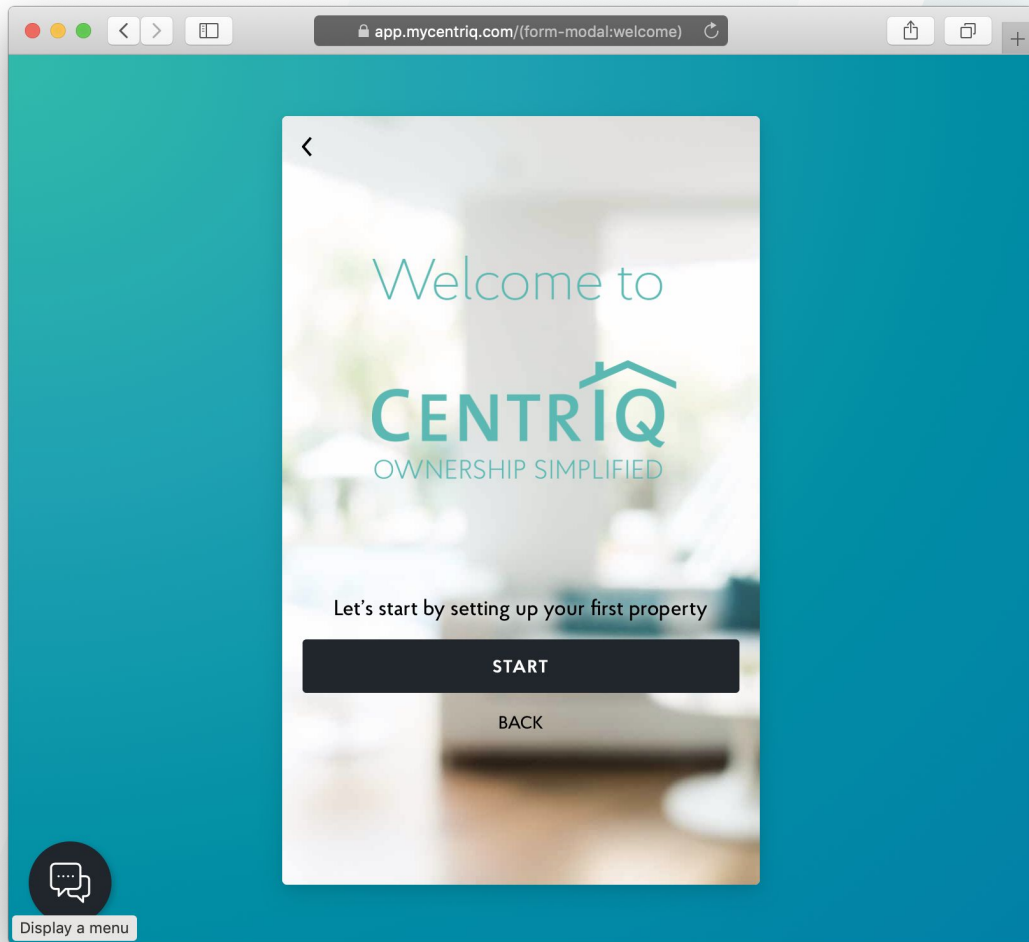 app.mycentriq.com/(form-modal:welcome)
Welcome to
CENTRIQ
OWNERSHIP SIMPLIFIED
Let’s start by setting up your first property
START
BACK
Display a menu